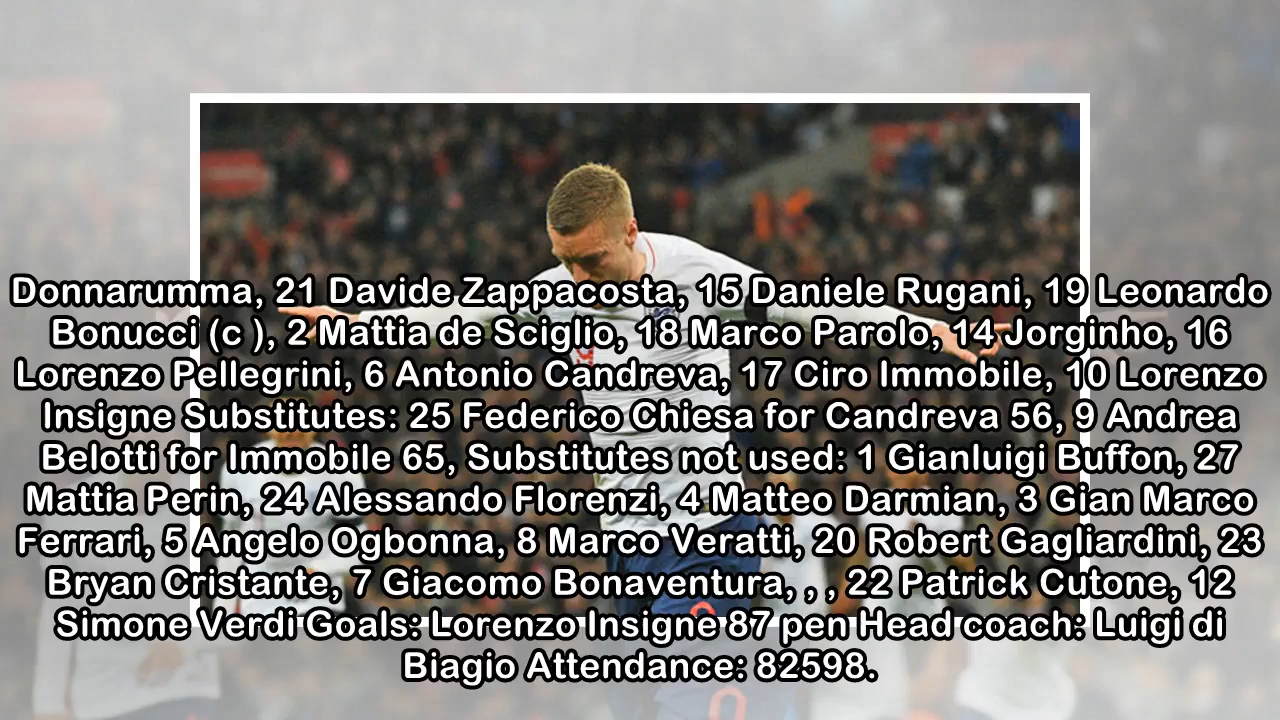 Donnarumma, 21 Davide Zappacosta, 15 Daniele Rugani, 19 Leonardo
Bonucci (c ), 2 Mattia de Sciglio, 18 Marco Parolo, 14 Jorginho, 16
Lorenzo Pellegrini, 6 Antonio Candreva, 17 Ciro Immobile, 10 Lorenzo
Insigne Substitutes: 25 Federico Chiesa for Candreva 56, 9 Andrea
Belotti for Immobile 65, Substitutes not used: 1 Gianluigi Buffon, 27
Mattia Perin, 24 Alessando Florenzi, 4 Matteo Darmian, 3 Gian Marco
Ferrari, 5 Angelo Ogbonna, 8 Marco Veratti, 20 Robert Gagliardini, 23
Bryan Cristante, 7 Giacomo Bonaventura, , , 22 Patrick Cutone, 12
Simone Verdi Goals: Lorenzo Insigne 87 pen Head coach: Luigi di
Biagio Attendance: 82598.